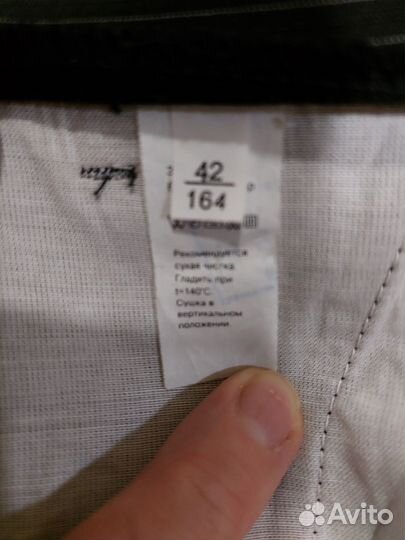 42
164
Рекомендуется
сухая чистка.
Гладить при
t=140°C.
Сушка в
вертикальном
положении.
Avito